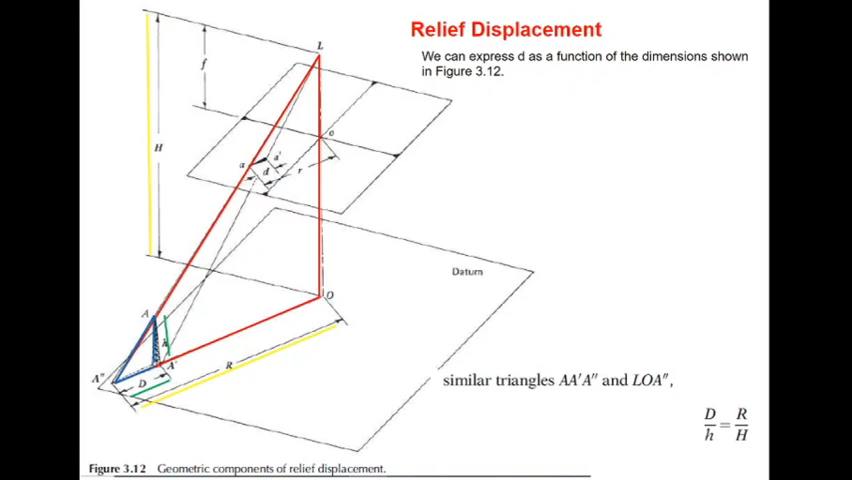 Relief Displacement
We can express d as a function of the dimensions shown
in Figure 3.12.
L
f
o
H
a
a'
d
r
Datum
O
A
h
A'
R
A"
D
similar triangles AA'A" and LOA",
D/h = R/H
Figure 3.12 Geometric components of relief displacement.